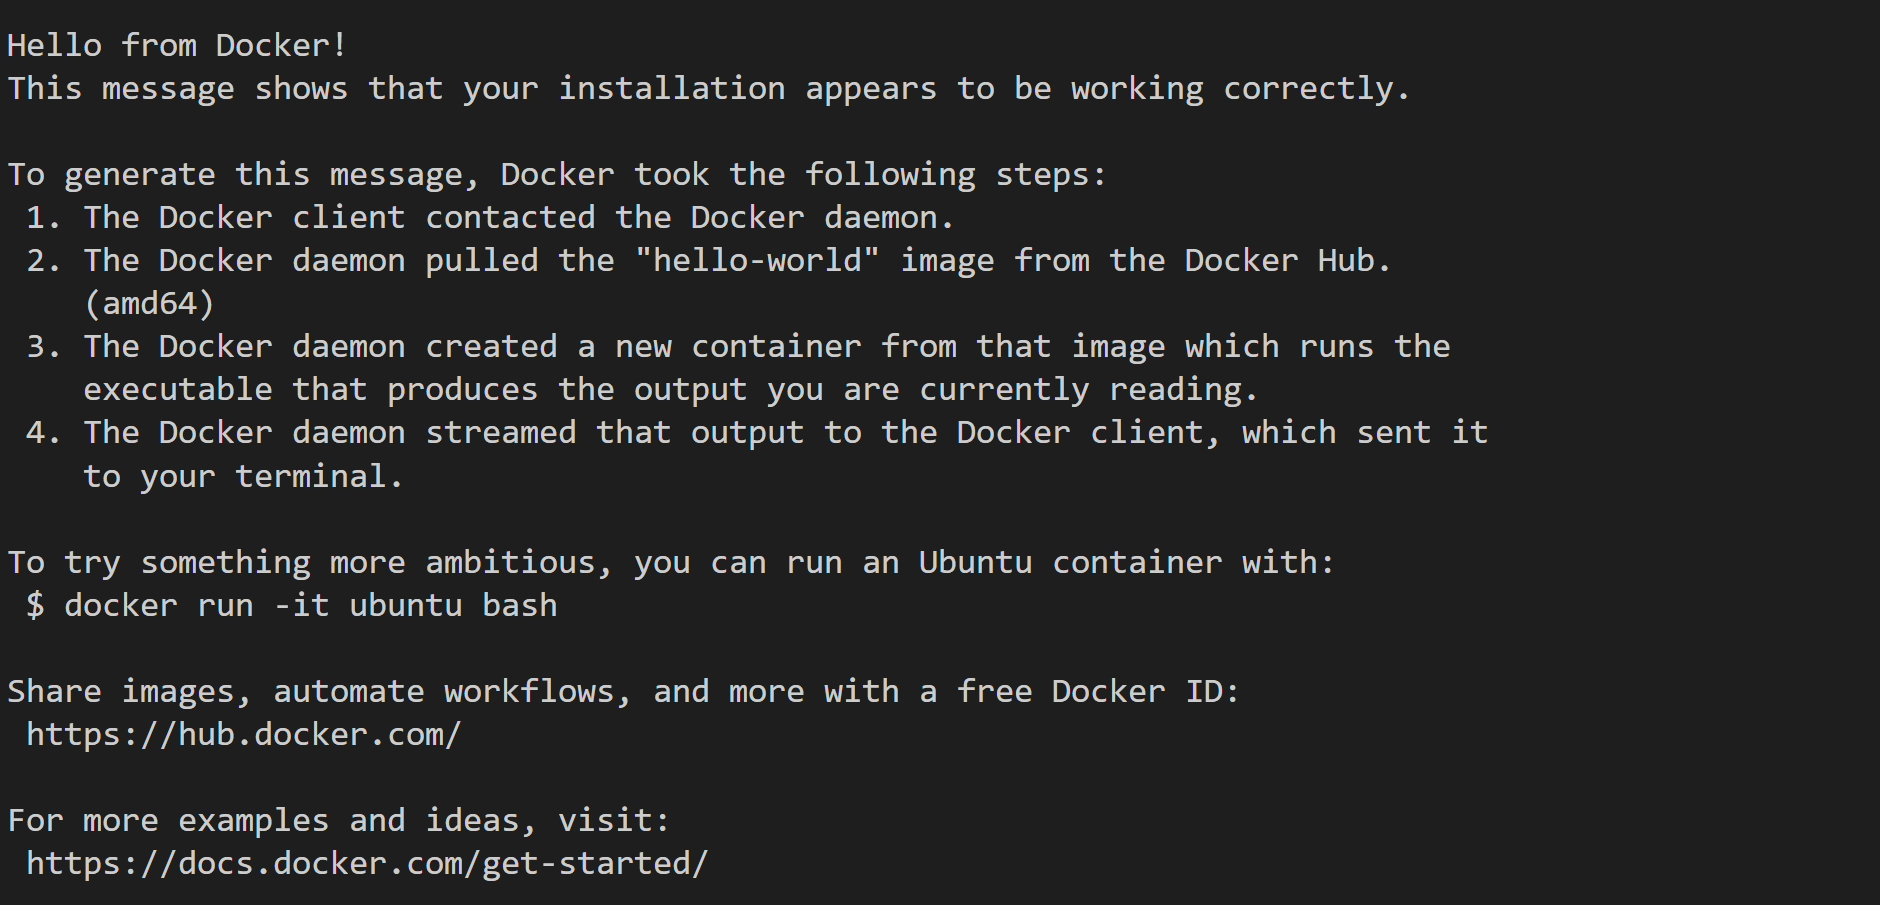 Hello from Docker!
This message shows that your installation appears to be working correctly.
To generate this message, Docker took the following steps:
1. The Docker client contacted the Docker daemon.
2. The Docker daemon pulled the "hello-world" image from the Docker Hub.
(amd64)
3. The Docker daemon created a new container from that image which runs the
executable that produces the output you are currently reading.
4. The Docker daemon streamed that output to the Docker client, which sent it
to your terminal.
To try something more ambitious, you can run an Ubuntu container with:
$ docker run -it ubuntu bash
Share images, automate workflows, and more with a free Docker ID:
https://hub.docker.com/
For more examples and ideas, visit:
https://docs.docker.com/get-started/